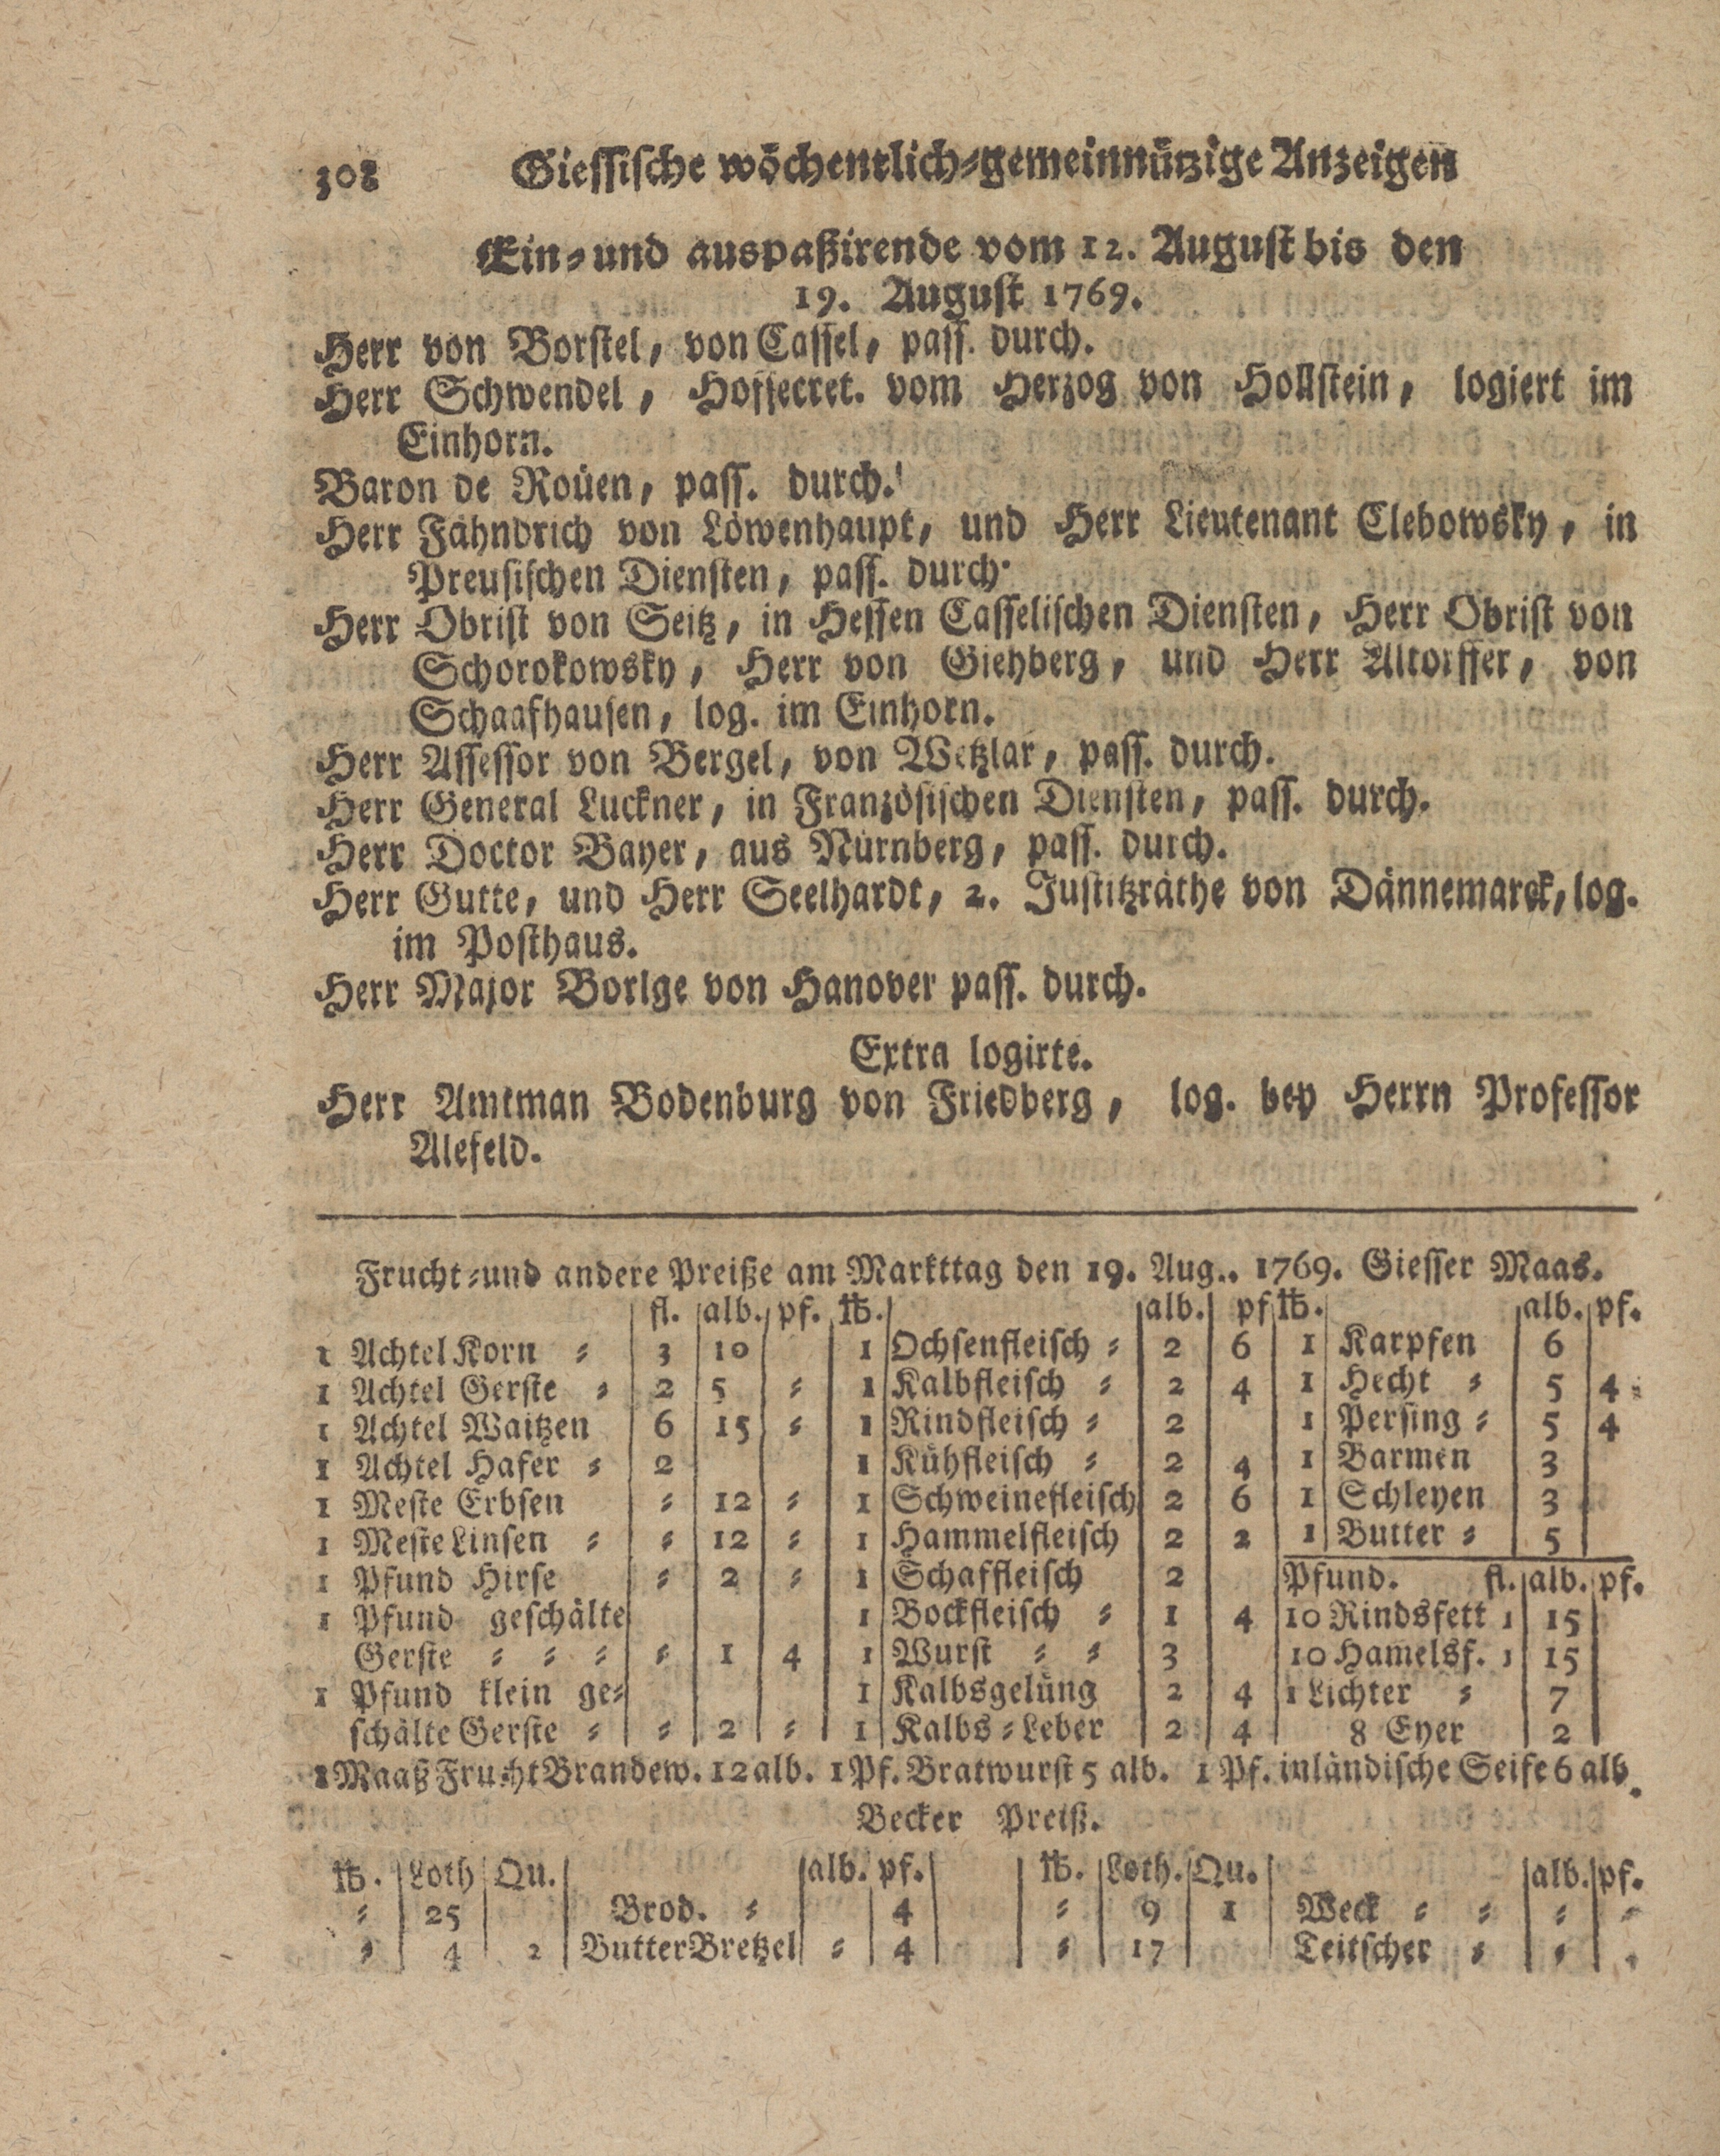 308 Giessische wöchentlich-gemeinnützige Anzeigen
Ein- und auspaßirende vom 12. August bis den
19. August 1769.
Herr von Borstel, von Cassel, pass. durch.
Herr Schwendel, Hofsecret. vom Herzog von Hollstein, logiert im
Einhorn.
Baron de Roüen, pass. durch.
Herr Fähndrich von Löwenhaupt, und Herr Lieutenant Clebowsky, in
Preusischen Diensten, pass. durch.
Herr Obrist von Seitz, in Hessen Casselischen Diensten, Herr Obrist von
Schorokowsky, Herr von Giehberg, und Herr Altorffer, von
Schaafhausen, log. im Einhorn.
Herr Assessor von Bergel, von Wetzlar, pass. durch.
Herr General Luckner, in Französischen Diensten, pass. durch.
Herr Doctor Bayer, aus Nürnberg, pass. durch.
Herr Gutte, und Herr Seelhardt, 2. Justitzräthe von Dännemarck, log.
im Posthaus.
Herr Major Borlge von Hanover pass. durch.
Extra logirte.
Herr Amtman Bodenburg von Friedberg, log. bey Herrn Professor
Alefeld.
Frucht- und andere Preiße am Markttag den 19. Aug.. 1769. Giesser Maas.
fl. alb. pf. ℔. alb. pf ℔. alb. pf.
1 Achtel Korn - 3 10 1 Ochsenfleisch - 2 6 1 Karpfen 6
1 Achtel Gerste - 2 5 - 1 Kalbfleisch - 2 4 1 Hecht - 5 4
1 Achtel Waitzen 6 15 - 1 Rindfleisch - 2 1 Persing - 5 4
1 Achtel Hafer - 2 1 Kühfleisch - 2 4 1 Barmen 3
1 Meste Erbsen - 12 - 1 Schweinefleisch 2 6 1 Schleyen 3
1 Meste Linsen - - 12 - 1 Hammelfleisch 2 2 1 Butter - 5
1 Pfund Hirse - 2 - 1 Schaffleisch 2 Pfund. fl. alb. pf.
1 Pfund geschälte 1 Bockfleisch - 1 4 10 Rindsfett 1 15
Gerste - - - - 1 4 1 Wurst - - 3 10 Hamelsf. 1 15
1 Pfund klein ge- 1 Kalbsgelüng 2 4 1 Lichter - 7
schälte Gerste - - 2 - 1 Kalbs-Leber 2 4 8 Eyer 2
1 Maaß Frucht Brandew. 12 alb. 1 Pf. Bratwurst 5 alb. 1 Pf. inländische Seife 6 alb.
Becker Preiß.
℔. Loth Qu. alb. pf. ℔. Loth. Qu. alb. pf.
- 25 Brod. - 4 - 9 1 Weck - - - -
- 4 2 Butter Bretzel - 4 - 17 Teitscher - - -